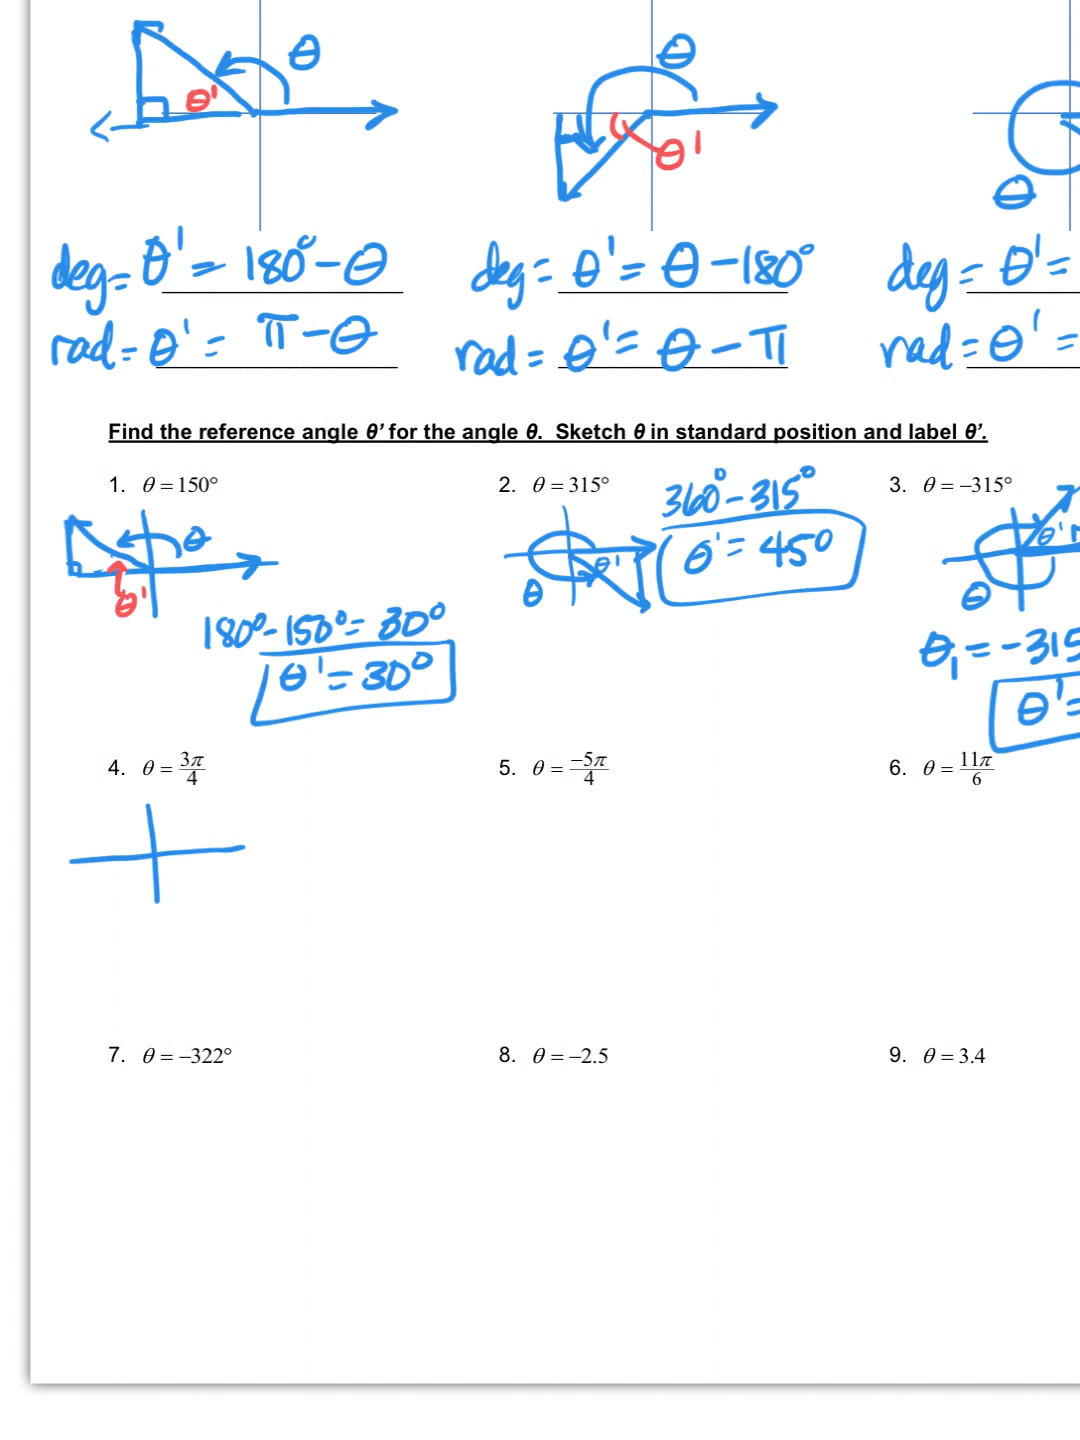 θ
θ'
θ
θ'
θ
deg = θ' = 180° - θ
deg = θ' = θ - 180°
deg = θ' =
rad = θ' = π - θ
rad = θ' = θ - π
rad = θ' =
Find the reference angle θ' for the angle θ. Sketch θ in standard position and label θ'.
1. θ = 150°
2. θ = 315°
360° - 315°
3. θ = -315°
θ
θ'
180° - 150° = 30°
θ' = 30°
θ
θ'
θ' = 45°
θ'
θ
θ₁ = -315
θ' =
4. θ = 3π/4
5. θ = -5π/4
6. θ = 11π/6
7. θ = -322°
8. θ = -2.5
9. θ = 3.4